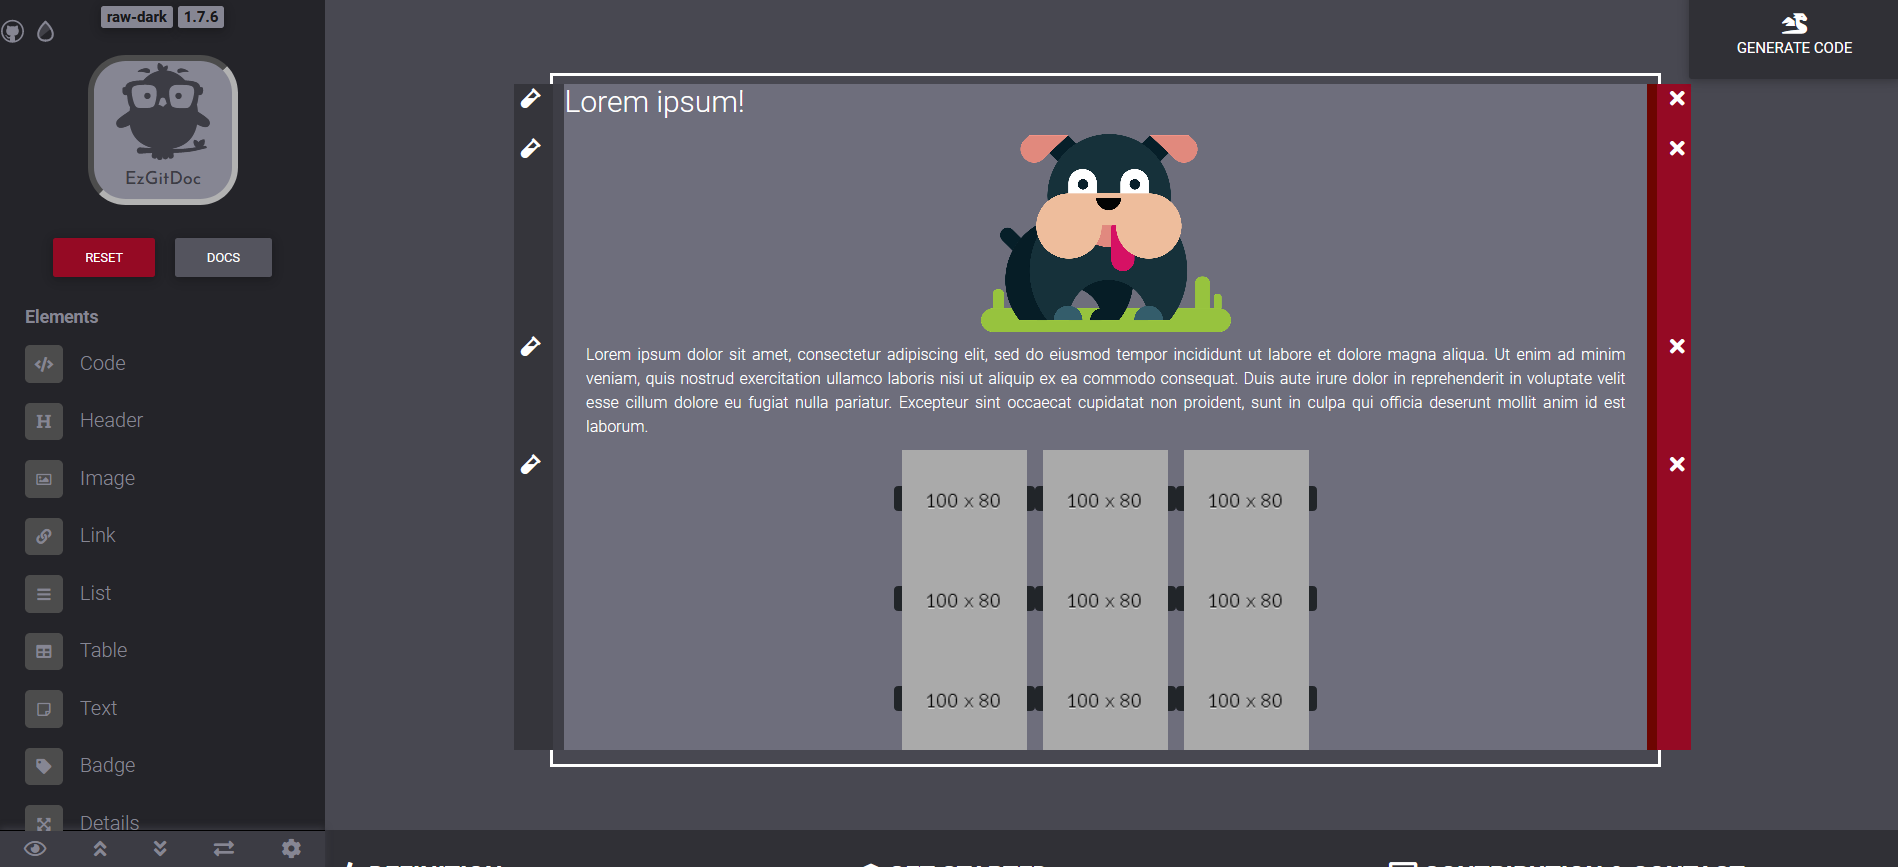 raw-dark 1.7.6
GENERATE CODE
EzGitDoc
RESET DOCS
Elements
Code
Header
Image
Link
List
Table
Text
Badge
Details
Lorem ipsum!
Lorem ipsum dolor sit amet, consectetur adipiscing elit, sed do eiusmod tempor incididunt ut labore et dolore magna aliqua. Ut enim ad minim
veniam, quis nostrud exercitation ullamco laboris nisi ut aliquip ex ea commodo consequat. Duis aute irure dolor in reprehenderit in voluptate velit
esse cillum dolore eu fugiat nulla pariatur. Excepteur sint occaecat cupidatat non proident, sunt in culpa qui officia deserunt mollit anim id est
laborum.
100 x 80 100 x 80 100 x 80
100 x 80 100 x 80 100 x 80
100 x 80 100 x 80 100 x 80
DEFINITION GET STARTED CONTRIBUTION & CONTACT